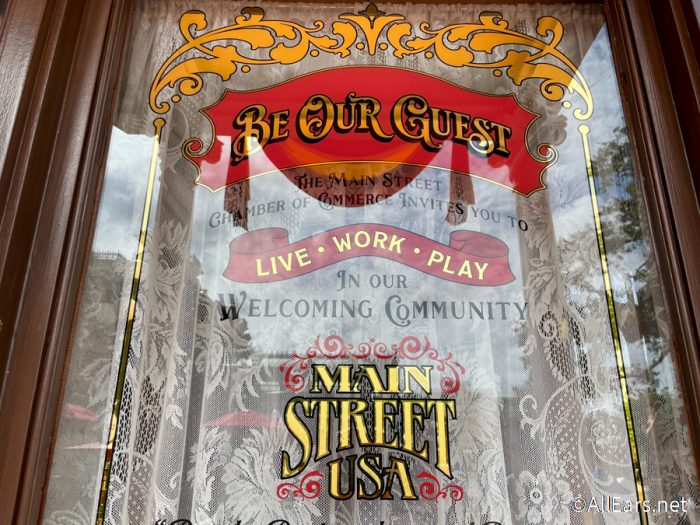 BE OUR GUEST
THE MAIN STREET
CHAMBER OF COMMERCE INVITES YOU TO
LIVE • WORK • PLAY
IN OUR
WELCOMING COMMUNITY
MAIN
STREET
USA
©AllEars.net